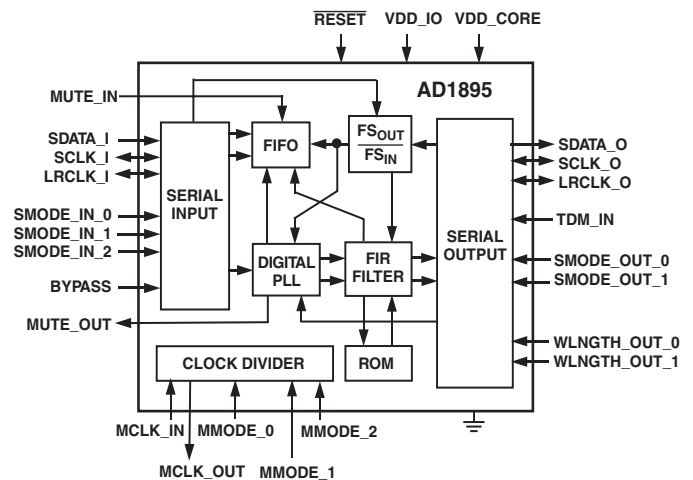 RESET VDD_IO VDD_CORE
AD1895
MUTE_IN
SDATA_I
SCLK_I
LRCLK_I
SMODE_IN_0
SMODE_IN_1
SMODE_IN_2
BYPASS
MUTE_OUT
SERIAL
INPUT
FIFO
FSOUT
FSIN
DIGITAL
PLL
FIR
FILTER
ROM
SERIAL
OUTPUT
CLOCK DIVIDER
SDATA_O
SCLK_O
LRCLK_O
TDM_IN
SMODE_OUT_0
SMODE_OUT_1
WLNGTH_OUT_0
WLNGTH_OUT_1
MCLK_IN MMODE_0 MMODE_2
MCLK_OUT MMODE_1